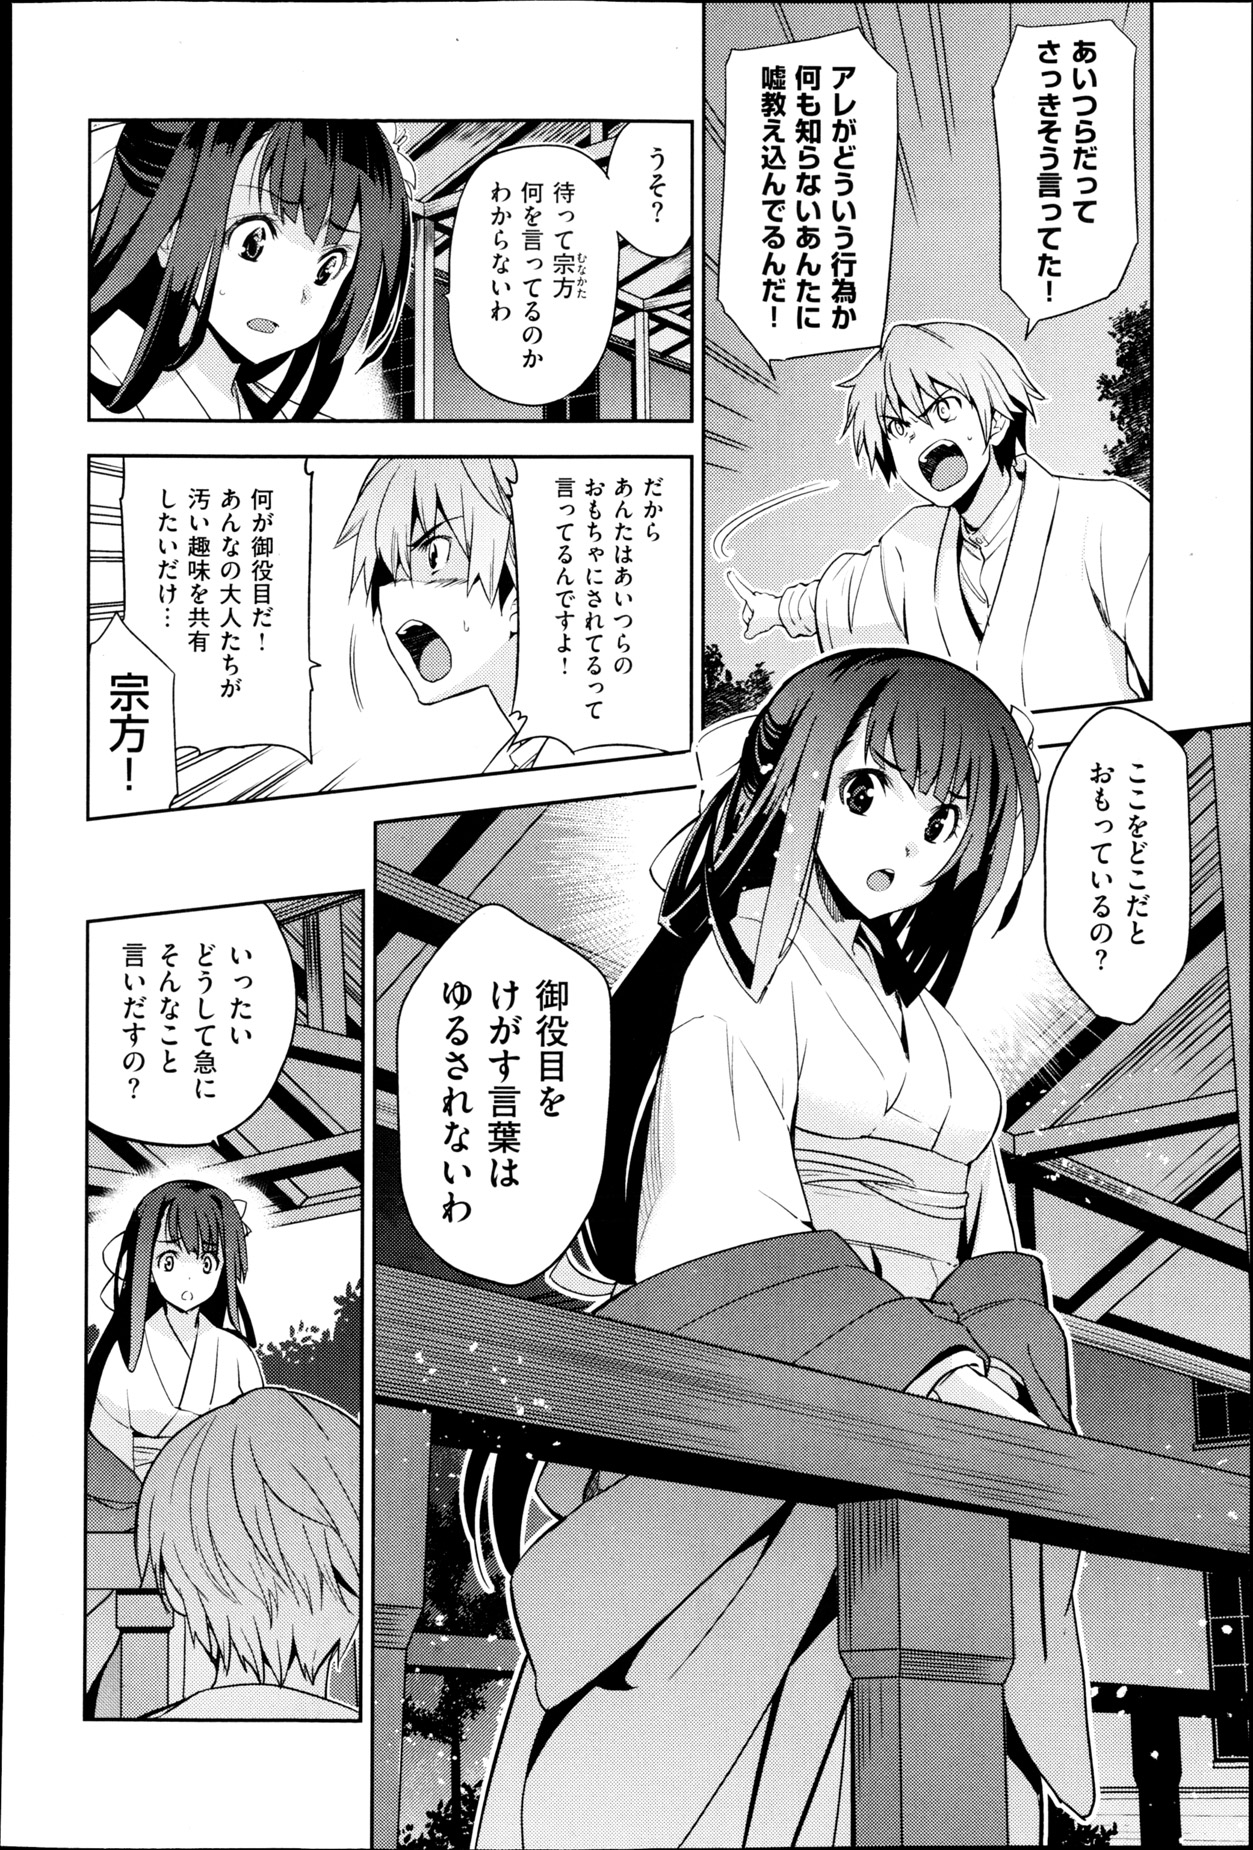 あいつらだって
さっきそう言ってた！
アレがどういう行為か
何も知らないあんたに
嘘教え込んでるんだ！
うそ？
待って宗方
むなかた
何を言ってるのか
わからないわ
だから
あんたはあいつらの
おもちゃにされてるって
言ってるんですよ！
何が御役目だ！
あんなの大人たちが
汚い趣味を共有
したいだけ…
宗方！
ここをどこだと
おもっているの？
御役目を
けがす言葉は
ゆるされないわ
いったい
どうして急に
そんなこと
言いだすの？